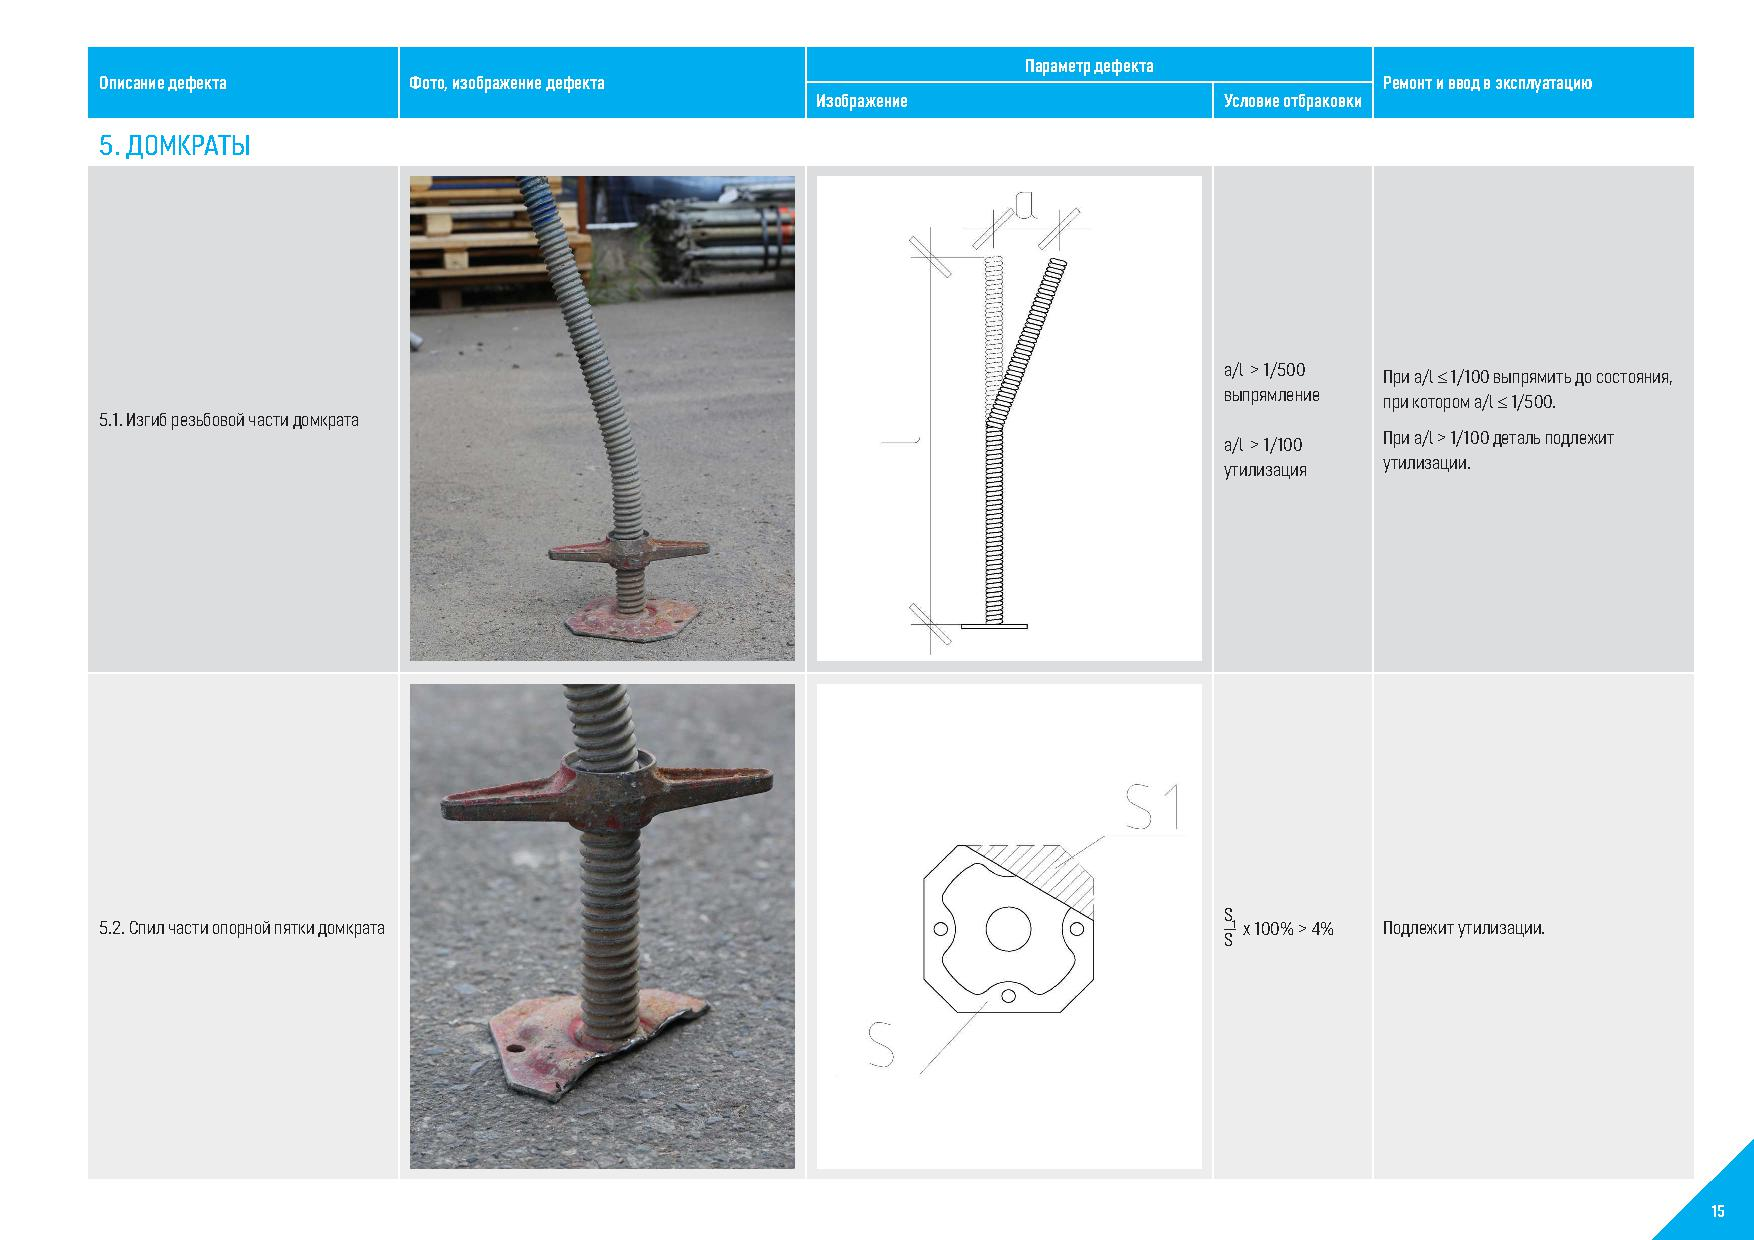 Описание дефекта
Фото, изображение дефекта
Параметр дефекта
Изображение
Условие отбраковки
Ремонт и ввод в эксплуатацию
5. ДОМКРАТЫ
5.1. Изгиб резьбовой части домкрата
a
l
a/l > 1/500
выпрямление
a/l > 1/100
утилизация
При a/l ≤ 1/100 выпрямить до состояния,
при котором a/l ≤ 1/500.
При a/l > 1/100 деталь подлежит
утилизации.
5.2. Спил части опорной пятки домкрата
S1
S
S₁/S x 100% > 4%
Подлежит утилизации.
15